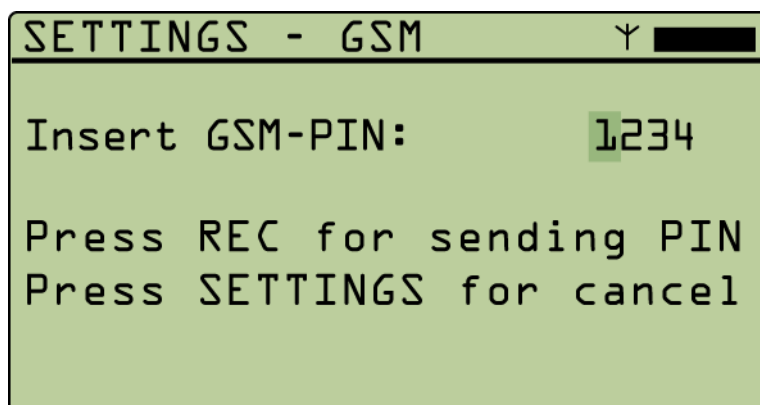 SETTINGS - GSM
Insert GSM-PIN: 1234
Press REC for sending PIN
Press SETTINGS for cancel